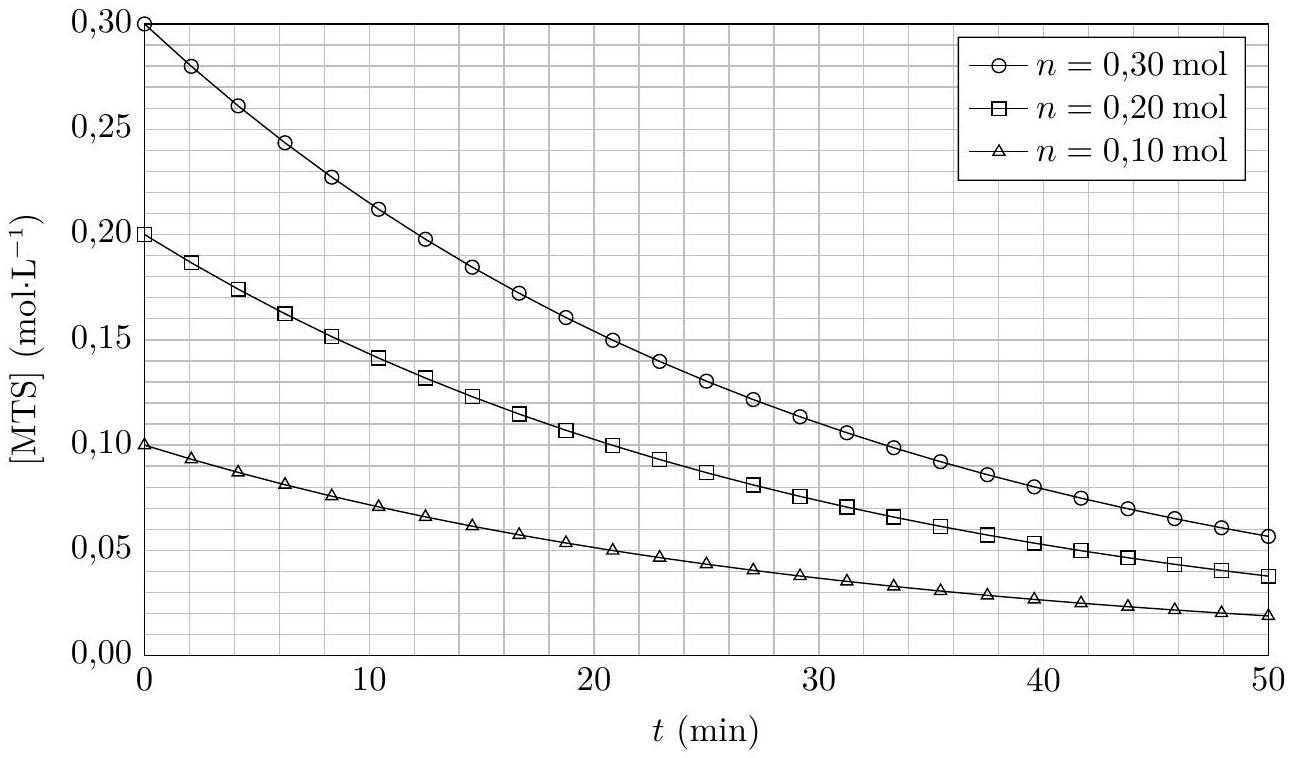 0,30
0,25
0,20
0,15
0,10
0,05
0,00
[MTS] (mol·L⁻¹)
n = 0,30 mol
n = 0,20 mol
n = 0,10 mol
0 10 20 30 40 50
t (min)